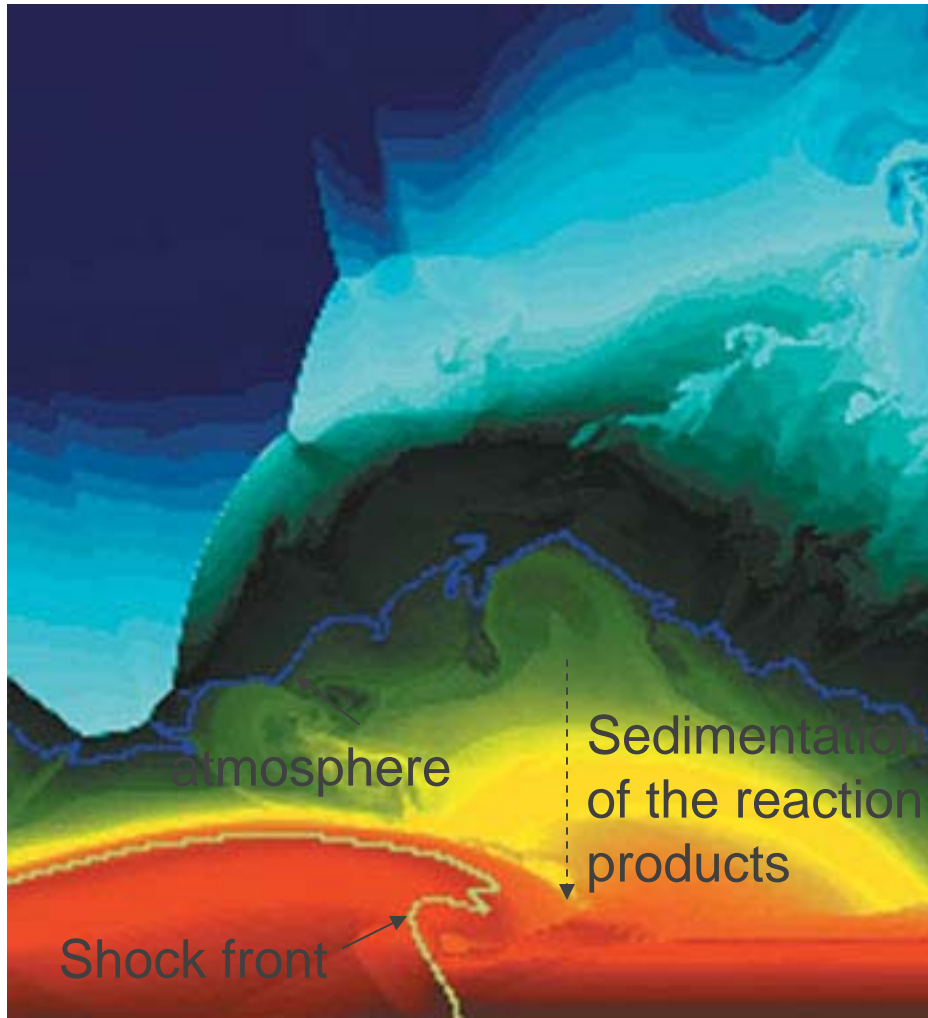 atmosphere
Sedimentation
of the reaction
products
Shock front